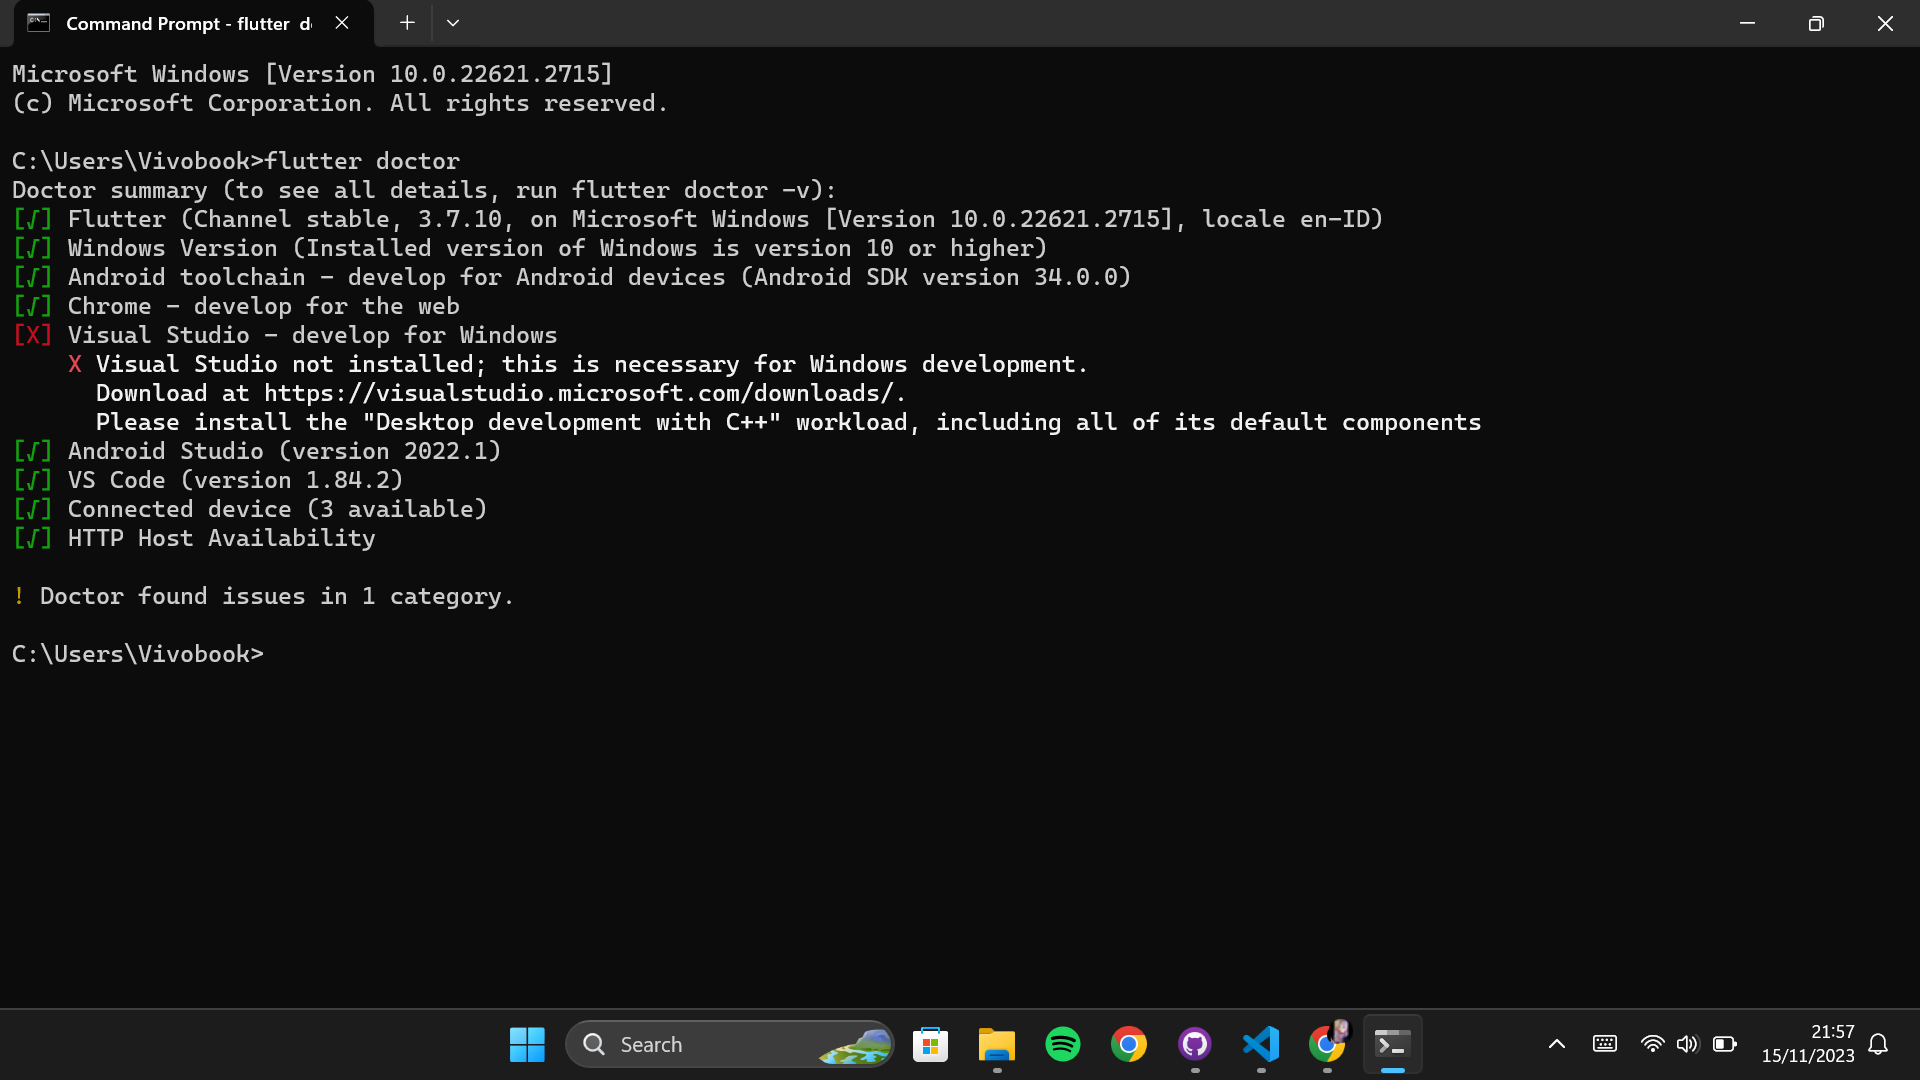 Command Prompt - flutter d
Microsoft Windows [Version 10.0.22621.2715]
(c) Microsoft Corporation. All rights reserved.
C:\Users\Vivobook>flutter doctor
Doctor summary (to see all details, run flutter doctor -v):
[√] Flutter (Channel stable, 3.7.10, on Microsoft Windows [Version 10.0.22621.2715], locale en-ID)
[√] Windows Version (Installed version of Windows is version 10 or higher)
[√] Android toolchain - develop for Android devices (Android SDK version 34.0.0)
[√] Chrome - develop for the web
[X] Visual Studio - develop for Windows
X Visual Studio not installed; this is necessary for Windows development.
Download at https://visualstudio.microsoft.com/downloads/.
Please install the "Desktop development with C++" workload, including all of its default components
[√] Android Studio (version 2022.1)
[√] VS Code (version 1.84.2)
[√] Connected device (3 available)
[√] HTTP Host Availability
! Doctor found issues in 1 category.
C:\Users\Vivobook>
Search
21:57
15/11/2023